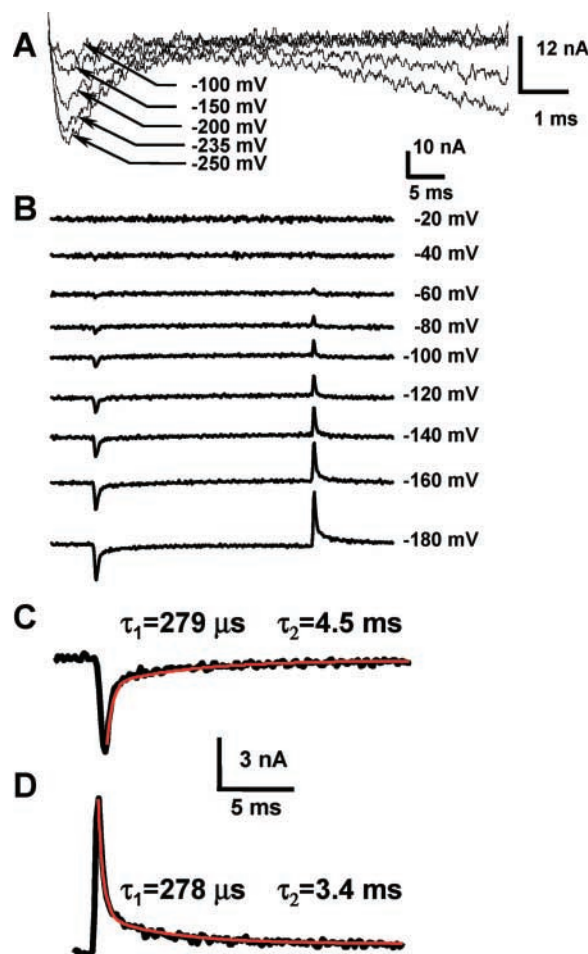 A
12 nA
1 ms
-100 mV
-150 mV
-200 mV
-235 mV
-250 mV
10 nA
5 ms
B
-20 mV
-40 mV
-60 mV
-80 mV
-100 mV
-120 mV
-140 mV
-160 mV
-180 mV
C
τ1=279 μs τ2=4.5 ms
3 nA
5 ms
D
τ1=278 μs τ2=3.4 ms